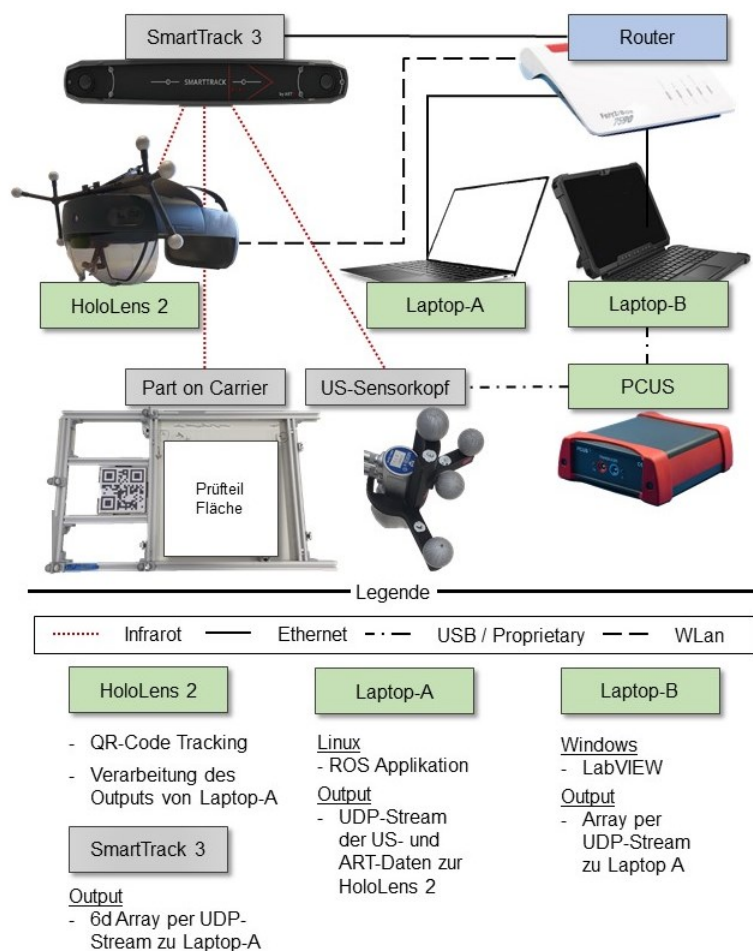 SmartTrack 3
Router
SMARTTRACK
by ART
HoloLens 2
Laptop-A
Laptop-B
Part on Carrier
US-Sensorkopf
PCUS
Prüfteil
Fläche
Legende
Infrarot
Ethernet
USB / Proprietary
WLan
HoloLens 2
- QR-Code Tracking
- Verarbeitung des
Outputs von Laptop-A
SmartTrack 3
Output
- 6d Array per UDP-
Stream zu Laptop-A
Laptop-A
Linux
- ROS Applikation
Output
- UDP-Stream
der US- und
ART-Daten zur
HoloLens 2
Laptop-B
Windows
- LabVIEW
Output
- Array per
UDP-Stream
zu Laptop A